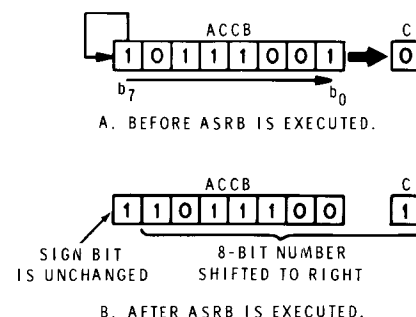 ACCB C
1 0 1 1 1 0 0 1 0
b7 b0
A. BEFORE ASRB IS EXECUTED.
ACCB C
1 1 0 1 1 1 0 0 1
SIGN BIT
IS UNCHANGED
8-BIT NUMBER
SHIFTED TO RIGHT
B. AFTER ASRB IS EXECUTED.